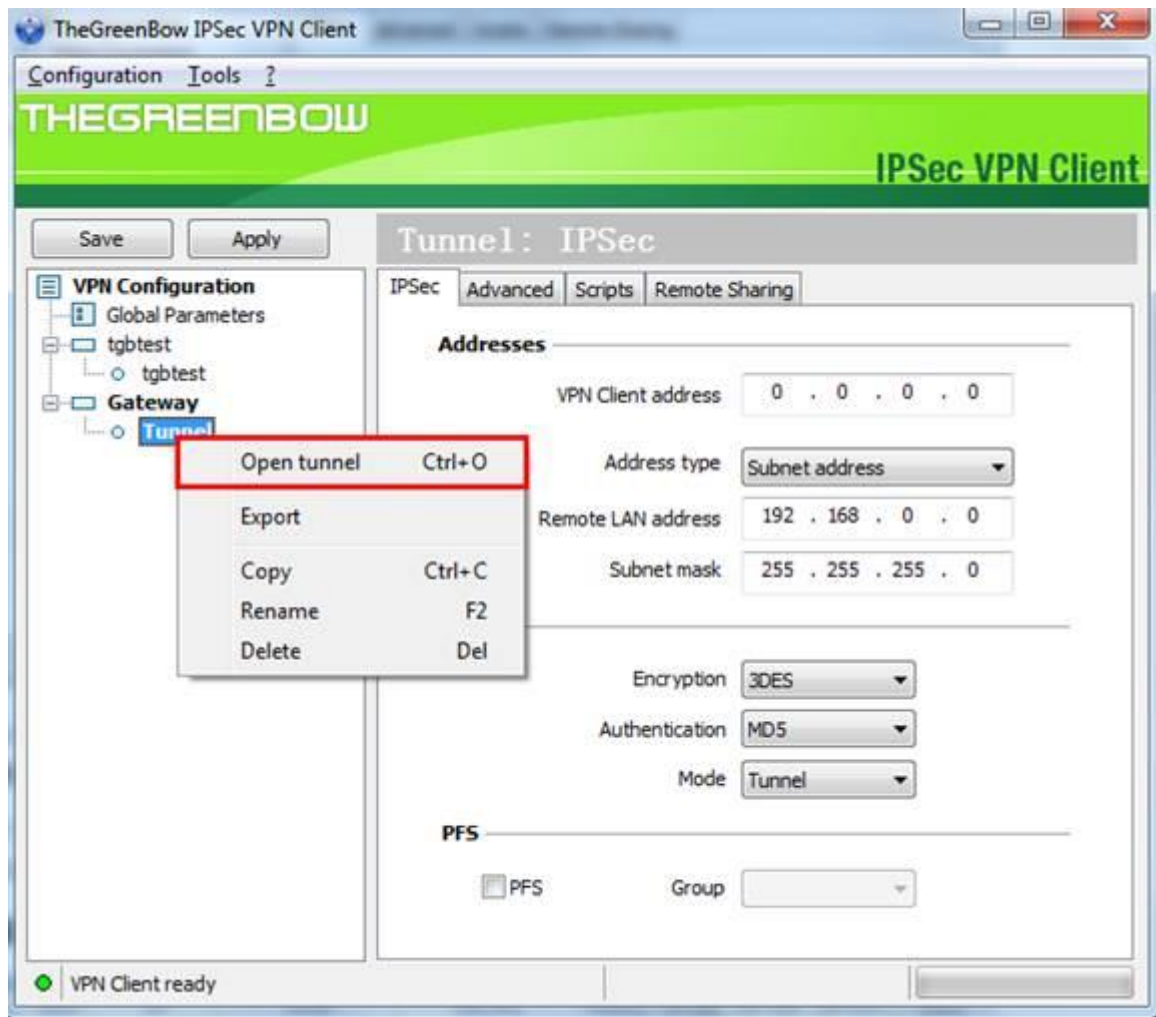 TheGreenBow IPSec VPN Client
Configuration Tools ?
THEGREENBOW
IPSec VPN Client
Save Apply
Tunnel: IPSec
VPN Configuration
Global Parameters
tgbtest
tgbtest
Gateway
Tunnel
Open tunnel Ctrl+O
Export
Copy Ctrl+C
Rename F2
Delete Del
IPSec Advanced Scripts Remote Sharing
Addresses
VPN Client address 0 . 0 . 0 . 0
Address type Subnet address
Remote LAN address 192 . 168 . 0 . 0
Subnet mask 255 . 255 . 255 . 0
Encryption 3DES
Authentication MD5
Mode Tunnel
PFS
PFS Group
VPN Client ready